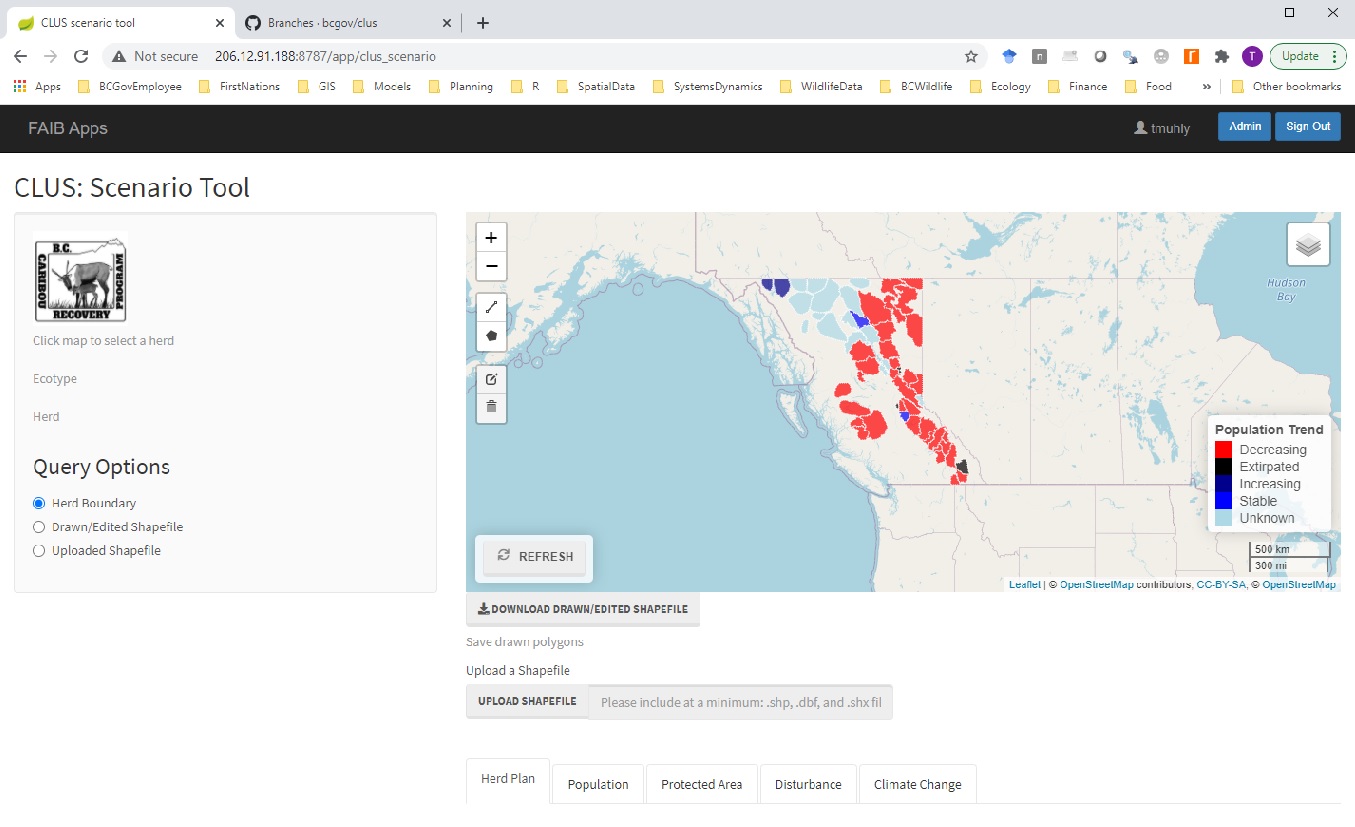 CLUS scenario tool
Branches · bcgov/clus
Not secure 206.12.91.188:8787/app/clus_scenario
Update
Apps BCGovEmployee FirstNations GIS Mocels Planning R SpatialData SystemsDynamics WildlifeData BCWildlife Ecology Finance Food » Other bookmarks
FAIB Apps
tmuhly Admin Sign Out
CLUS: Scenario Tool
B.C.
CARIBOU
PROGRAM
RECOVERY
Click map to select a herd
Ecotype
Herd
Query Options
Herd Boundary
Drawn/Edited Shapefile
Uploaded Shapefile
+
−
Hudson
Bcy
Population Trend
Decreasing
Extirpated
Increasing
Stable
Unknown
500 km
300 mi
REFRESH
Leaflet | © OpenStreetMap contributors, CC-BY-SA, © OpenStreetMap
DOWNLOAD DRAWN/EDITED SHAPEFILE
Save drawn polygons
Upload a Shapefile
UPLOAD SHAPEFILE Please include at a minimum: .shp, .dbf, and .shx fil
Herd Plan Population Protected Area Disturbance Climate Change